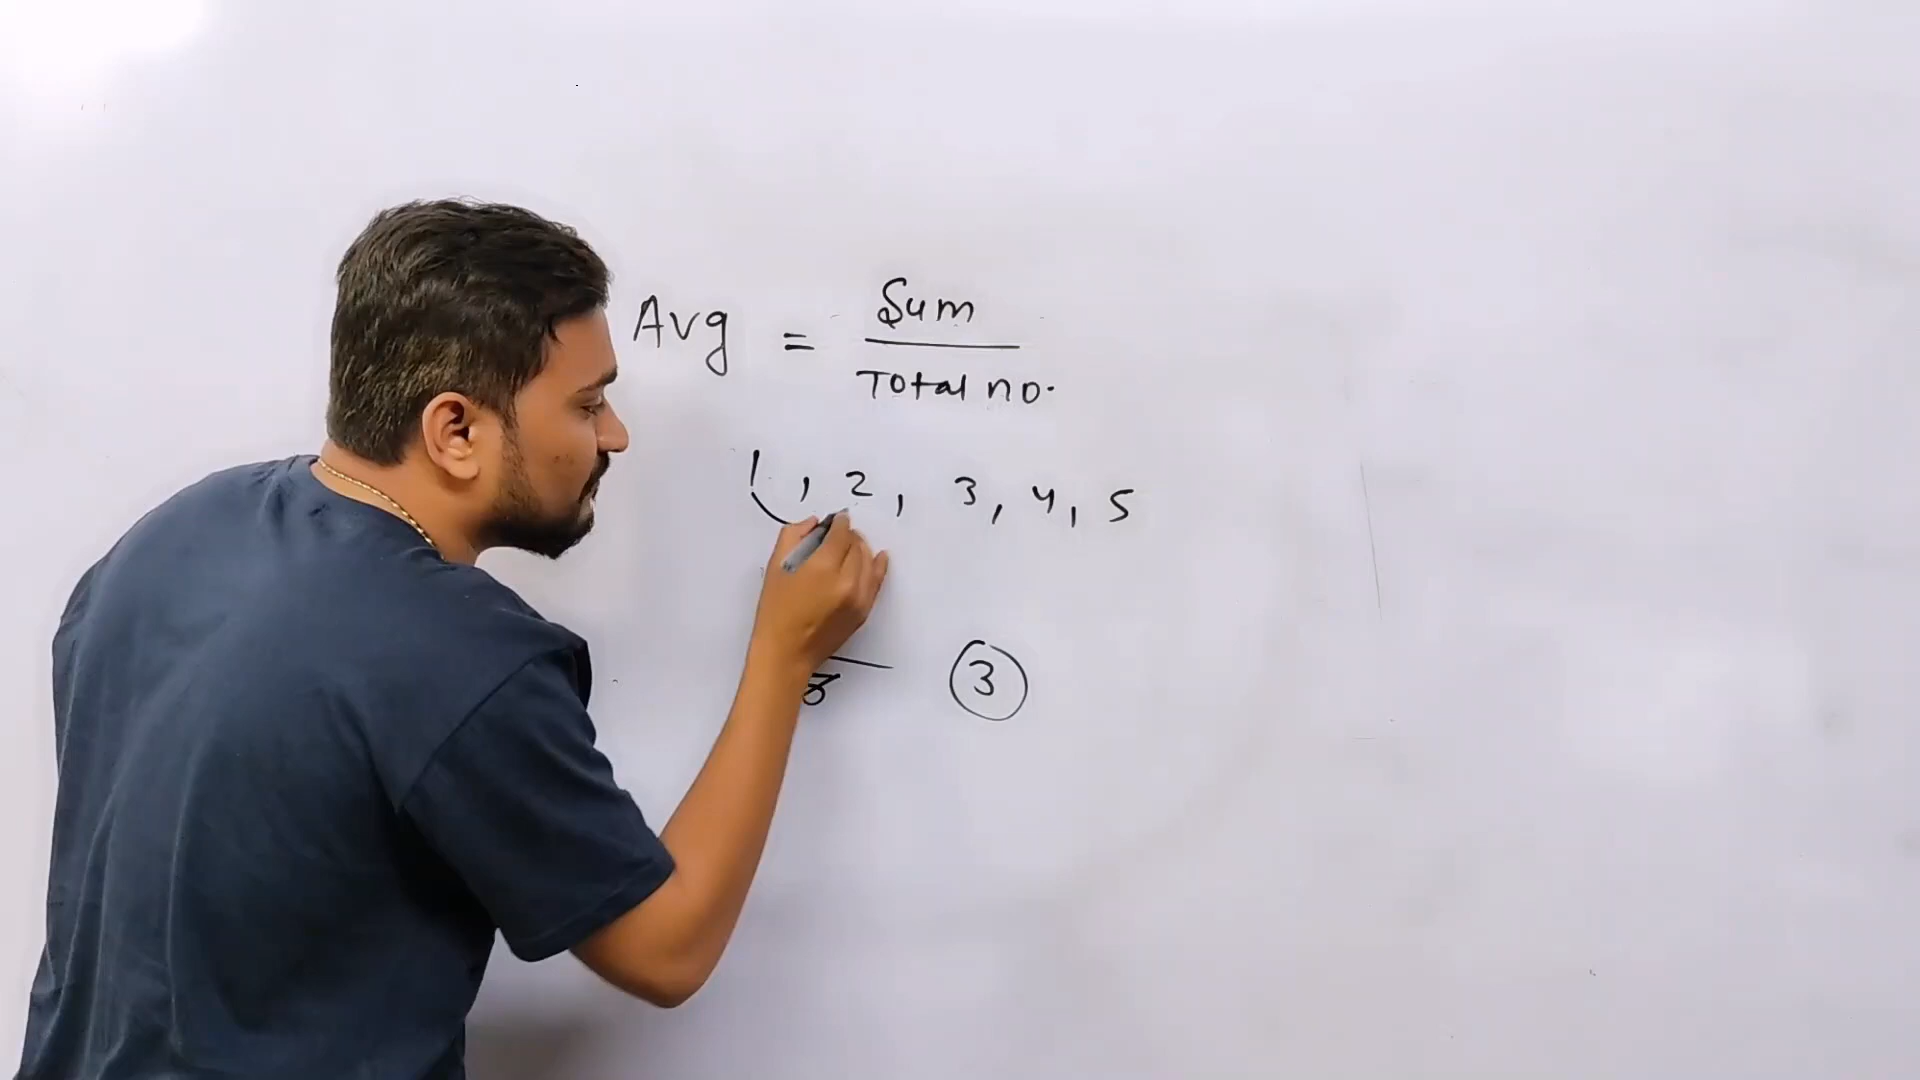 Avg = Sum
Total no.
1, 2, 3, 4, 5
3